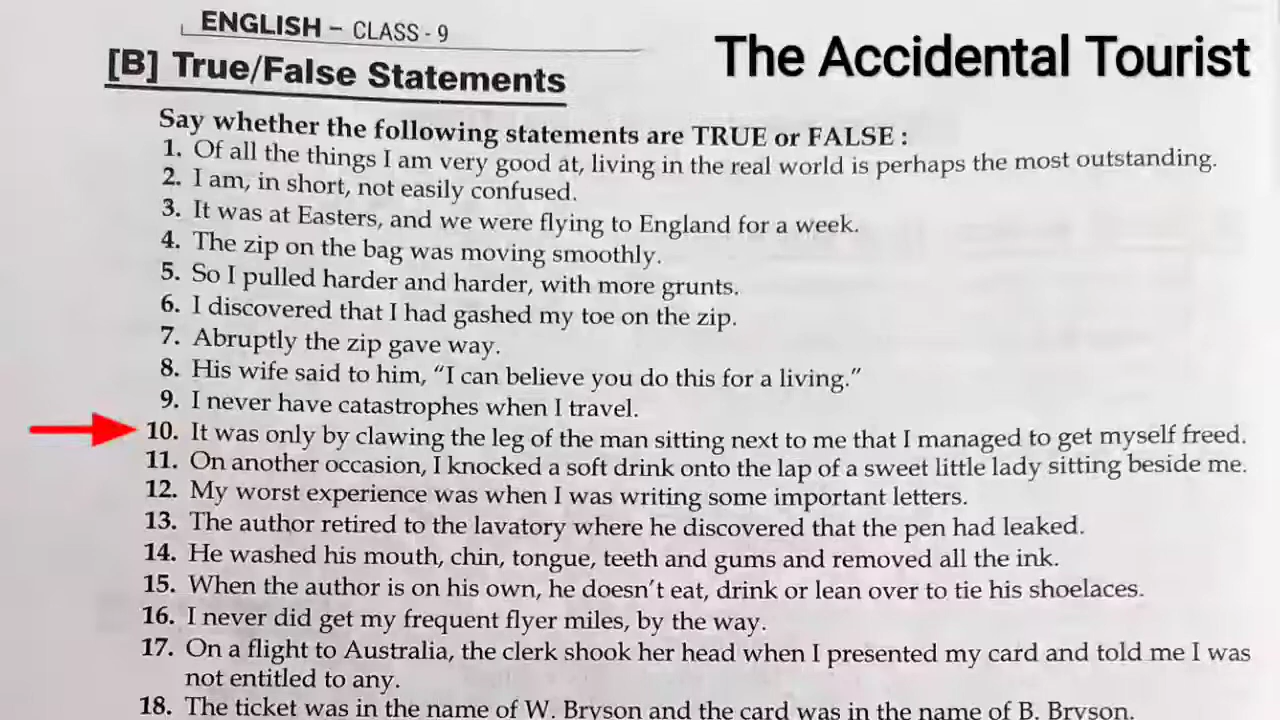 ENGLISH – CLASS - 9
The Accidental Tourist
[B] True/False Statements
Say whether the following statements are TRUE or FALSE :
1. Of all the things I am very good at, living in the real world is perhaps the most outstanding.
2. I am, in short, not easily confused.
3. It was at Easters, and we were flying to England for a week.
4. The zip on the bag was moving smoothly.
5. So I pulled harder and harder, with more grunts.
6. I discovered that I had gashed my toe on the zip.
7. Abruptly the zip gave way.
8. His wife said to him, “I can believe you do this for a living.”
9. I never have catastrophes when I travel.
10. It was only by clawing the leg of the man sitting next to me that I managed to get myself freed.
11. On another occasion, I knocked a soft drink onto the lap of a sweet little lady sitting beside me.
12. My worst experience was when I was writing some important letters.
13. The author retired to the lavatory where he discovered that the pen had leaked.
14. He washed his mouth, chin, tongue, teeth and gums and removed all the ink.
15. When the author is on his own, he doesn’t eat, drink or lean over to tie his shoelaces.
16. I never did get my frequent flyer miles, by the way.
17. On a flight to Australia, the clerk shook her head when I presented my card and told me I was
not entitled to any.
18. The ticket was in the name of W. Bryson and the card was in the name of B. Bryson.